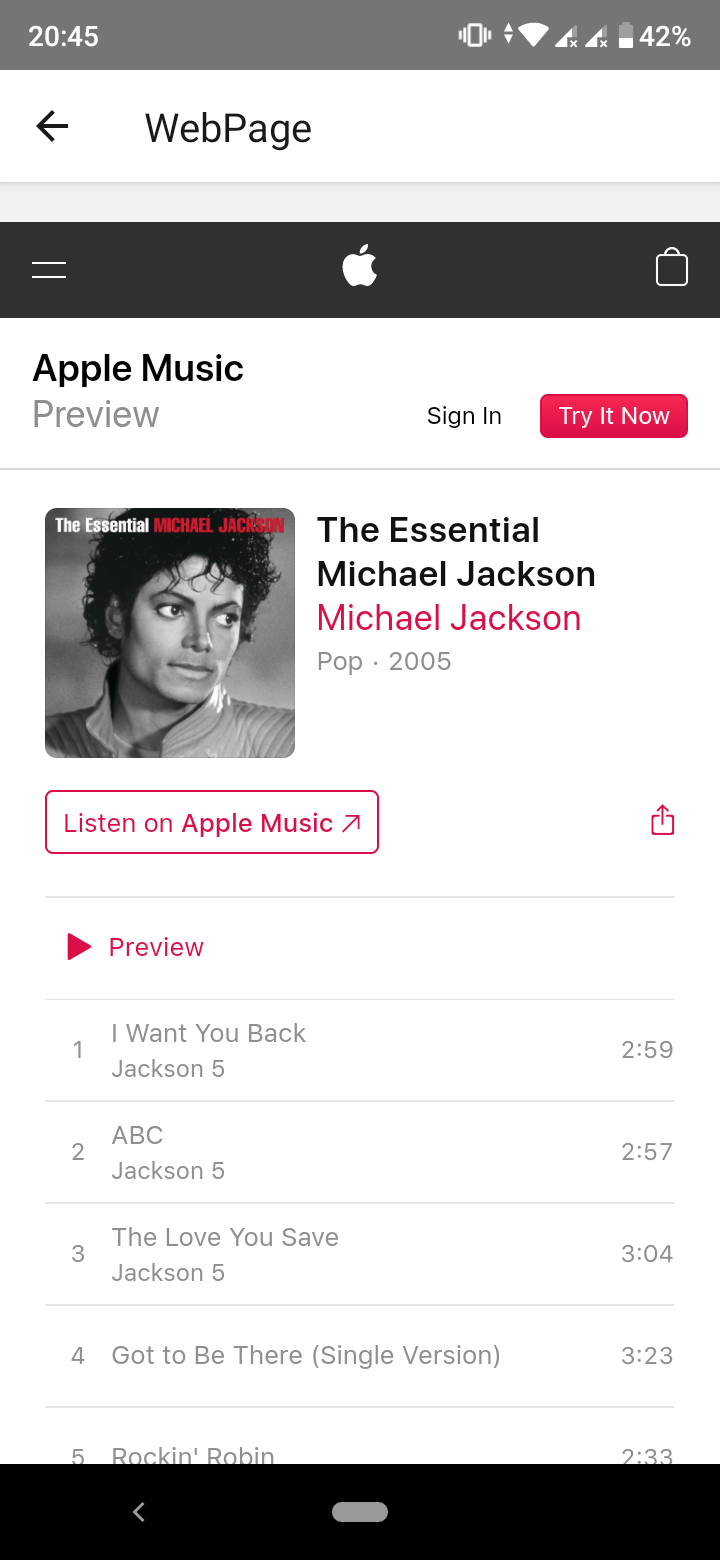 20:45
42%
WebPage
Apple Music
Preview
Sign In
Try It Now
The Essential MICHAEL JACKSON
The Essential
Michael Jackson
Michael Jackson
Pop · 2005
Listen on Apple Music
Preview
1 I Want You Back 2:59
Jackson 5
2 ABC 2:57
Jackson 5
3 The Love You Save 3:04
Jackson 5
4 Got to Be There (Single Version) 3:23
5 Rockin' Robin 2:33